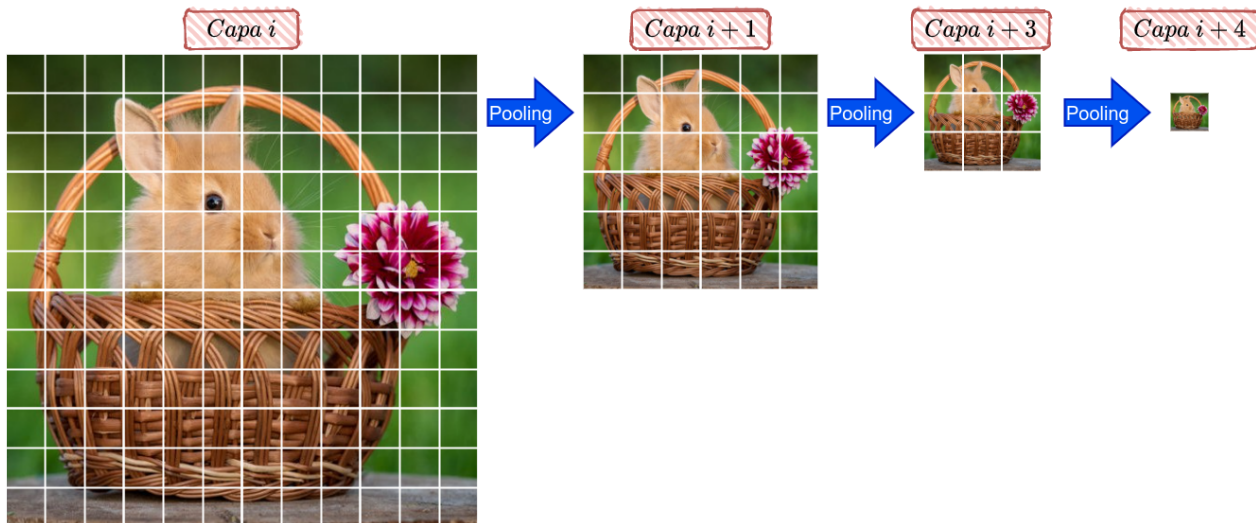 Capa i
Capa i + 1
Capa i + 3
Capa i + 4
Pooling
Pooling
Pooling